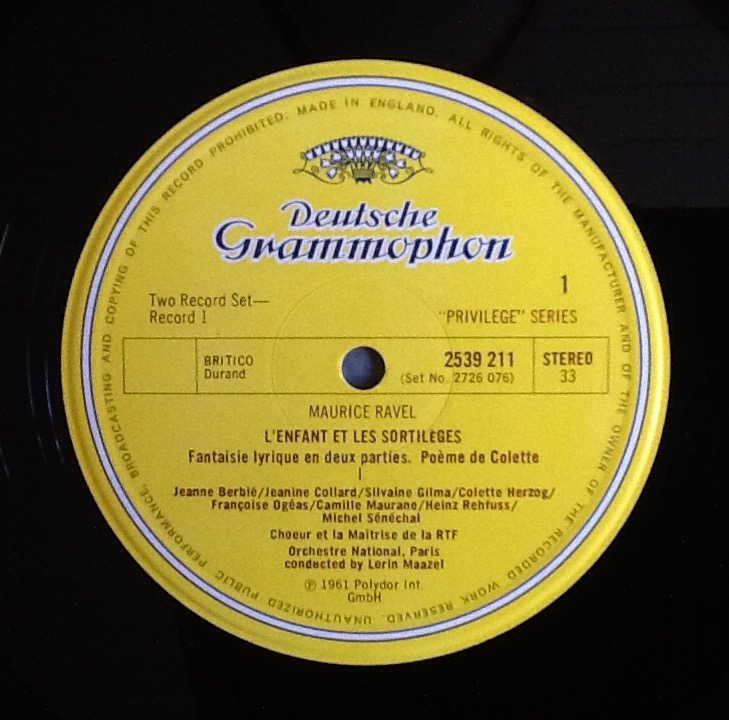 ALL RIGHTS OF THE MANUFACTURER AND OF THE OWNER OF THE RECORDED WORK RESERVED. UNAUTHORIZED PUBLIC PERFORMANCE, BROADCASTING AND COPYING OF THIS RECORD PROHIBITED. MADE IN ENGLAND.
Deutsche
Grammophon
1
Two Record Set—
Record 1
"PRIVILEGE" SERIES
BRITICO
Durand
2539 211
(Set No. 2726 076)
STEREO
33
MAURICE RAVEL
L'ENFANT ET LES SORTILEGES
Fantaisie lyrique en deux parties. Poème de Colette
I
Jeanne Berbié/Jeanine Collard/Silvaine Gilma/Colette Herzog/
Françoise Ogéas/Camille Maurane/Heinz Rehfuss/
Michel Sénéchal
Choeur et la Maitrise de la RTF
Orchestre National, Paris
conducted by Lorin Maazel
℗ 1961 Polydor Int.
GmbH